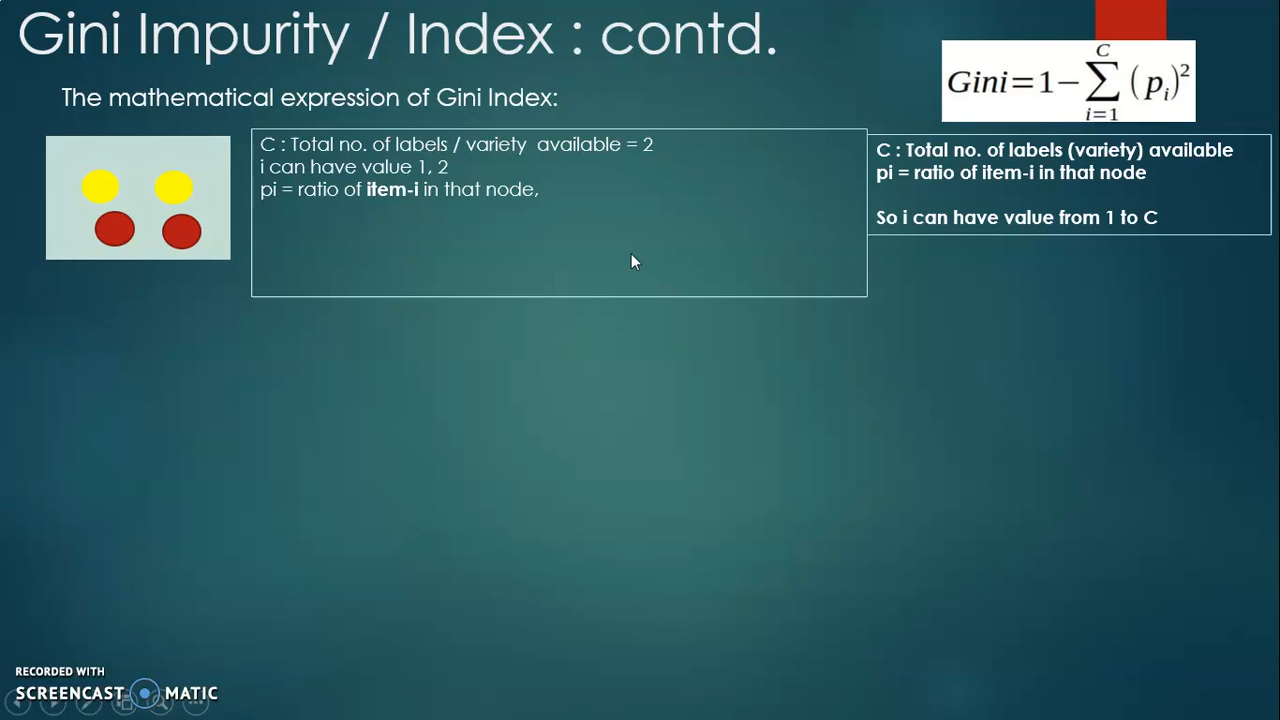 Gini Impurity / Index : contd.
The mathematical expression of Gini Index:
Gini=1−∑(pᵢ)²
C
i=1
C : Total no. of labels / variety  available = 2
i can have value 1, 2
pi = ratio of item-i in that node,
C : Total no. of labels (variety) available
pi = ratio of item-i in that node
So i can have value from 1 to C
RECORDED WITH
SCREENCAST MATIC